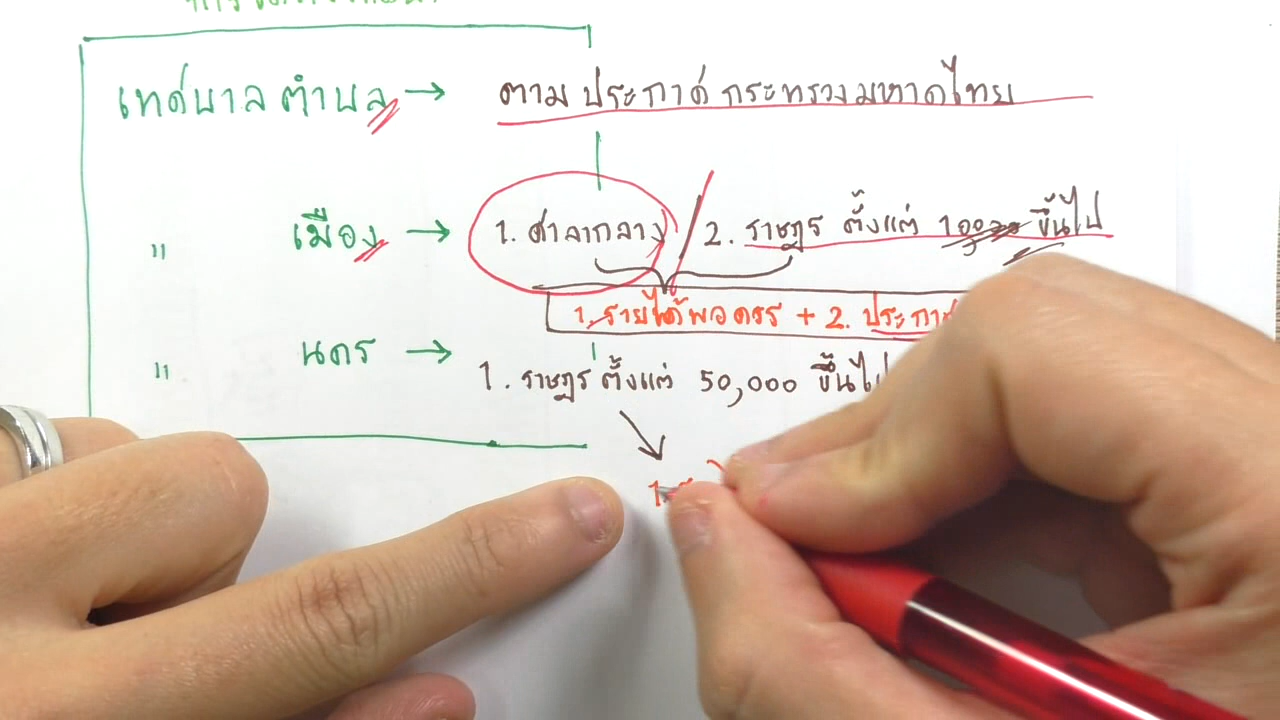 เทศบาล ตำบล → ตาม ประกาศ กระทรวงมหาดไทย
" เมือง → 1. ศาลากลาง / 2. ราษฎร ตั้งแต่ ขึ้นไป
1. รายได้พอควร + 2. ประกาศ
" นคร → 1. ราษฎร ตั้งแต่ 50,000 ขึ้นไป